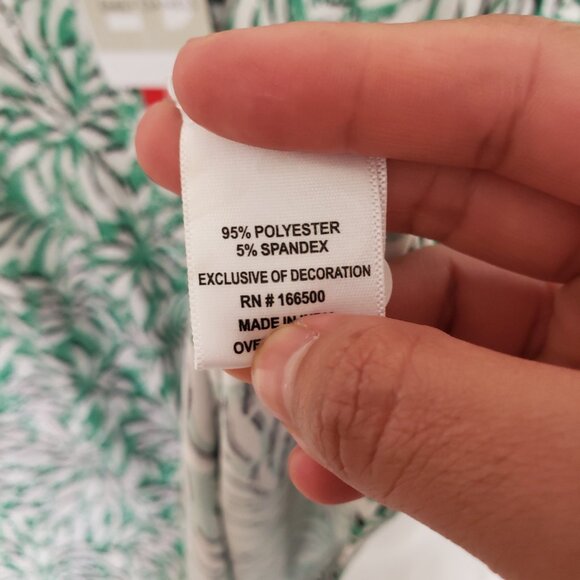 95% POLYESTER
5% SPANDEX
EXCLUSIVE OF DECORATION
RN # 166500
MADE IN